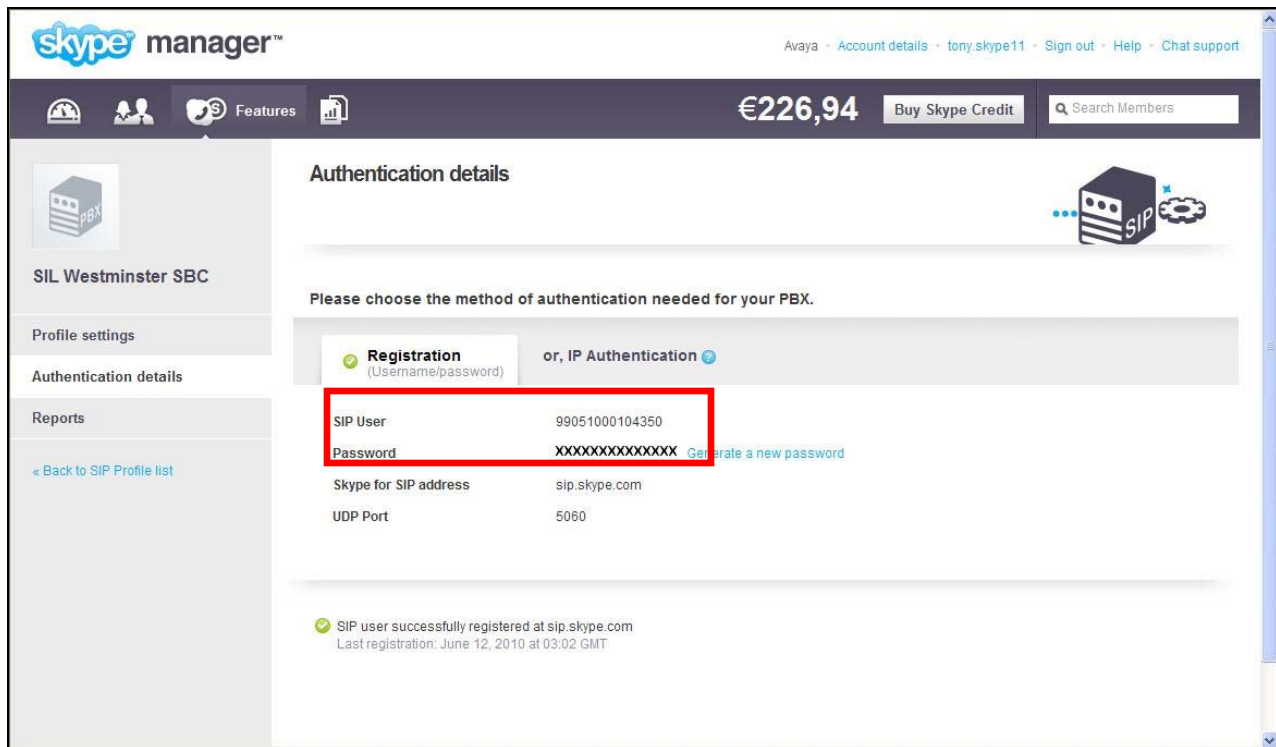 skype manager™
Avaya · Account details · tony.skype11 · Sign out · Help · Chat support
S Features €226,94 Buy Skype Credit Search Members
PBX
SIL Westminster SBC
Profile settings
Authentication details
Reports
« Back to SIP Profile list
Authentication details
SIP
Please choose the method of authentication needed for your PBX.
Registration or, IP Authentication ?
(Username/password)
SIP User 99051000104350
Password XXXXXXXXXXXXXX Generate a new password
Skype for SIP address sip.skype.com
UDP Port 5060
SIP user successfully registered at sip.skype.com
Last registration: June 12, 2010 at 03:02 GMT